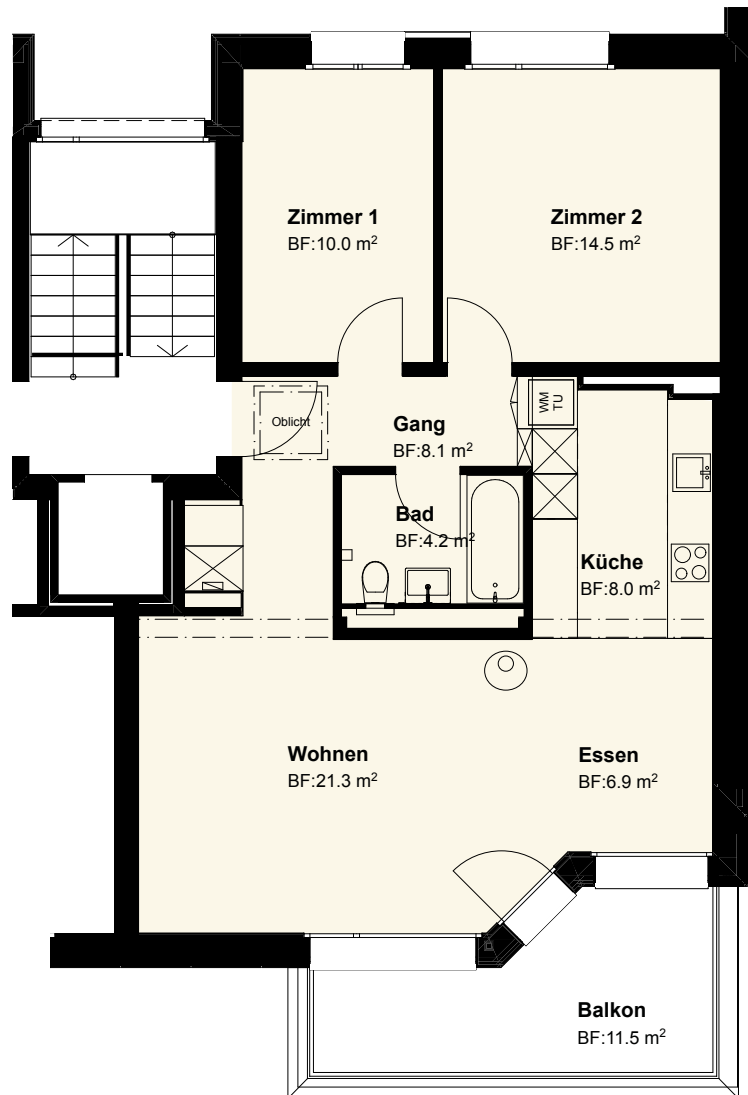 Zimmer 1
BF:10.0 m²
Zimmer 2
BF:14.5 m²
Oblicht
Gang
BF:8.1 m²
WM
TU
Bad
BF:4.2 m²
Küche
BF:8.0 m²
Wohnen
BF:21.3 m²
Essen
BF:6.9 m²
Balkon
BF:11.5 m²